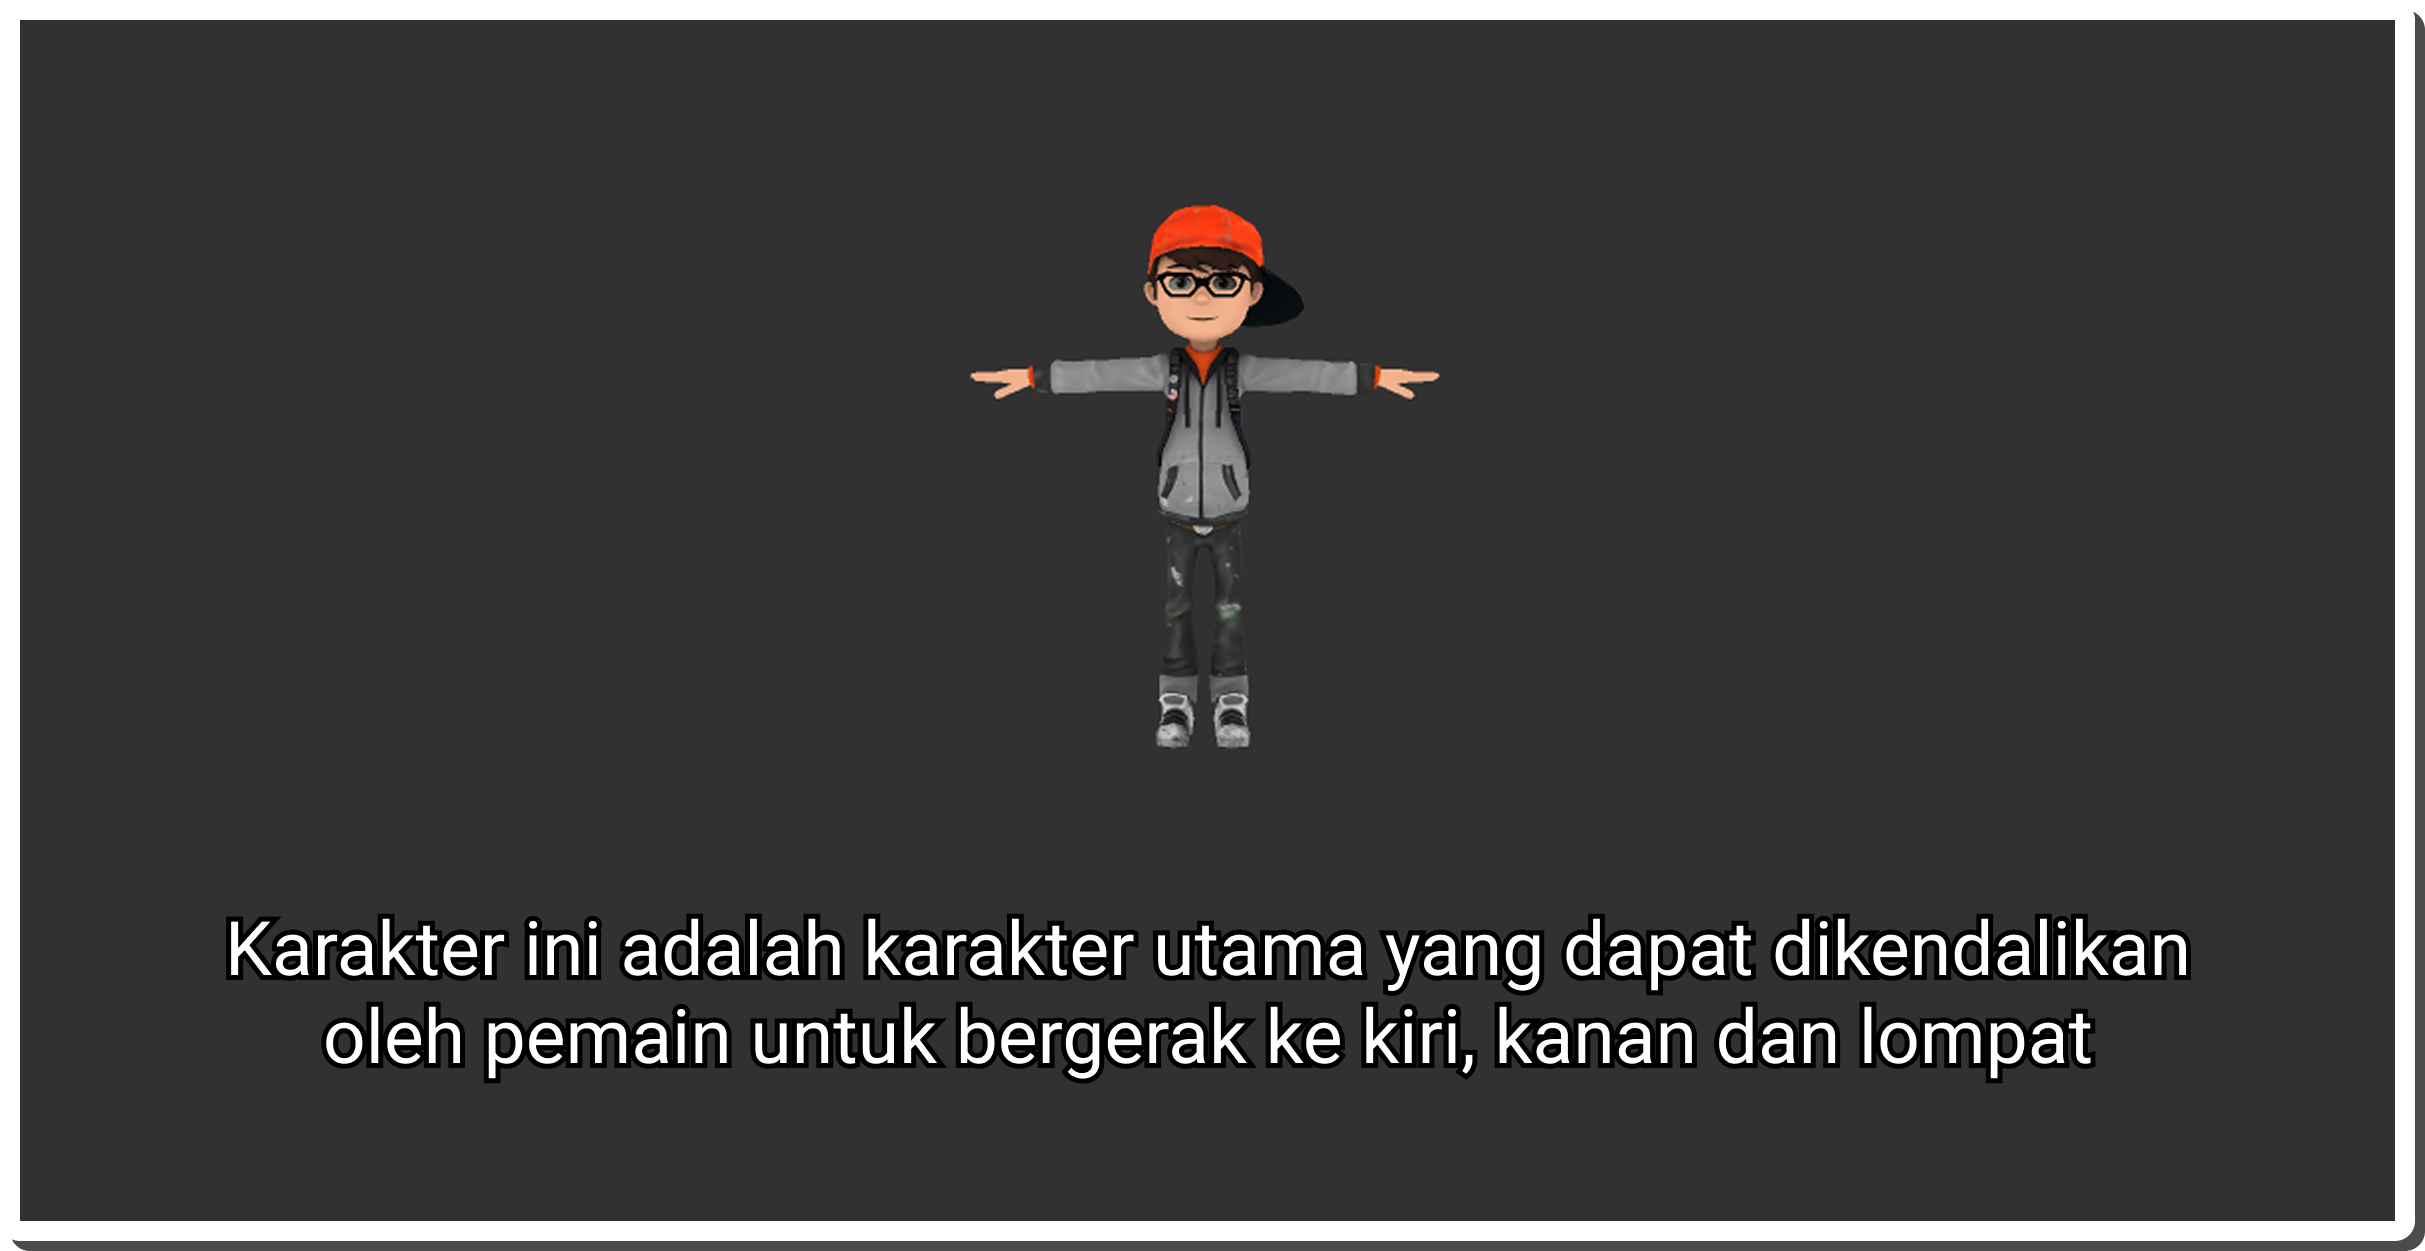 Karakter ini adalah karakter utama yang dapat dikendalikan
oleh pemain untuk bergerak ke kiri, kanan dan lompat